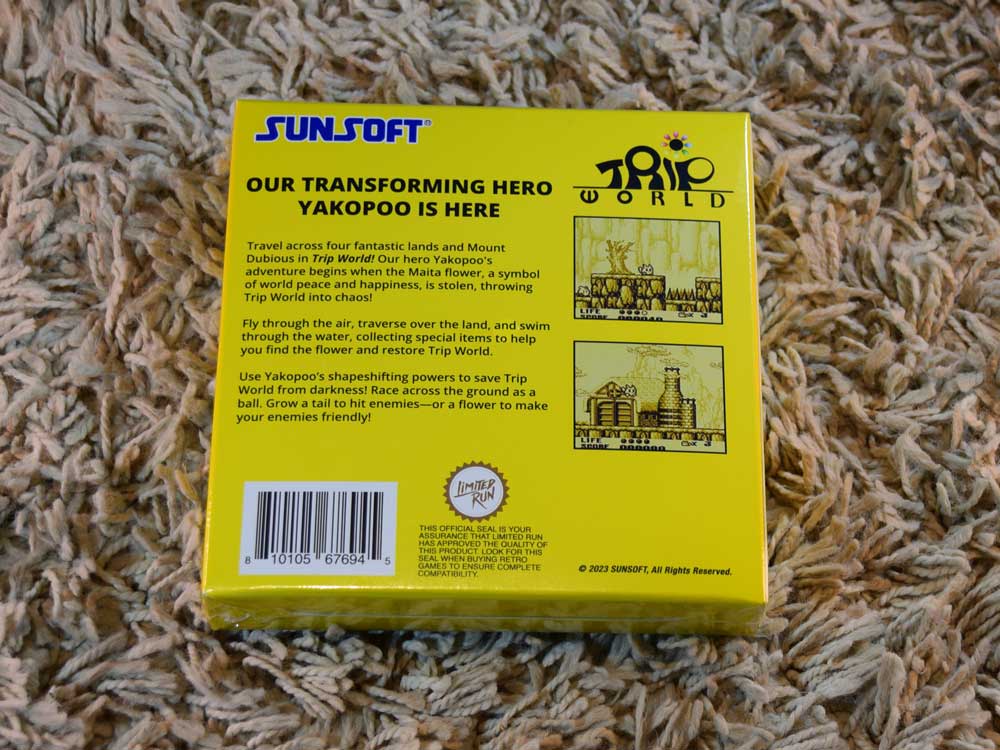 SUNSOFT®
TRIP
WORLD
OUR TRANSFORMING HERO
YAKOPOO IS HERE
Travel across four fantastic lands and Mount
Dubious in Trip World! Our hero Yakopoo's
adventure begins when the Maita flower, a symbol
of world peace and happiness, is stolen, throwing
Trip World into chaos!
Fly through the air, traverse over the land, and swim
through the water, collecting special items to help
you find the flower and restore Trip World.
Use Yakopoo's shapeshifting powers to save Trip
World from darkness! Race across the ground as a
ball. Grow a tail to hit enemies—or a flower to make
your enemies friendly!
LIFE
SCORE
LIFE
SCORE
LIMITED
RUN
THIS OFFICIAL SEAL IS YOUR
ASSURANCE THAT LIMITED RUN
HAS APPROVED THE QUALITY OF
THIS PRODUCT. LOOK FOR THIS
SEAL WHEN BUYING RETRO
GAMES TO ENSURE COMPLETE
COMPATIBILITY.
8 10105 67694 5
© 2023 SUNSOFT, All Rights Reserved.